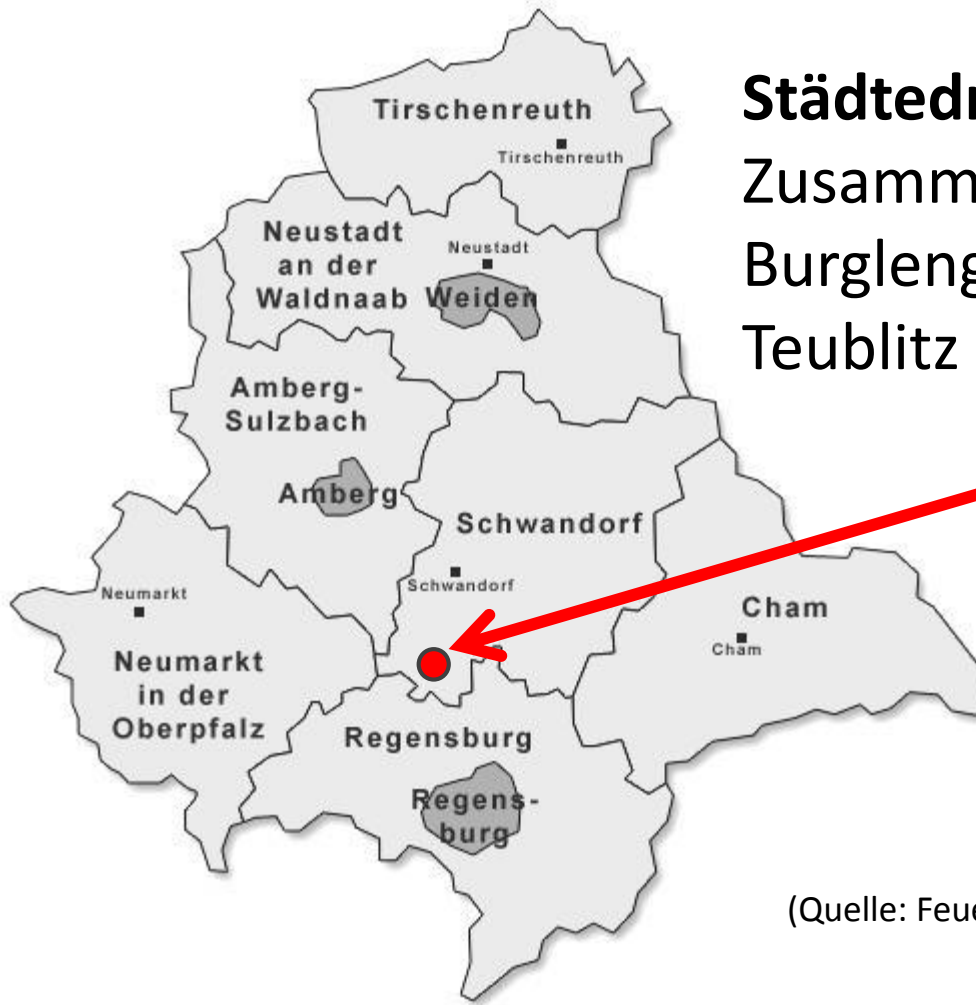 Städtedr
Zusamm
Burgleng
Teublitz
Tirschenreuth
Tirschenreuth
Neustadt
an der
Waldnaab
Neustadt
Weiden
Amberg-
Sulzbach
Amberg
Schwandorf
Schwandorf
Neumarkt
Neumarkt
in der
Oberpfalz
Cham
Cham
Regensburg
Regens-
burg
(Quelle: Feue